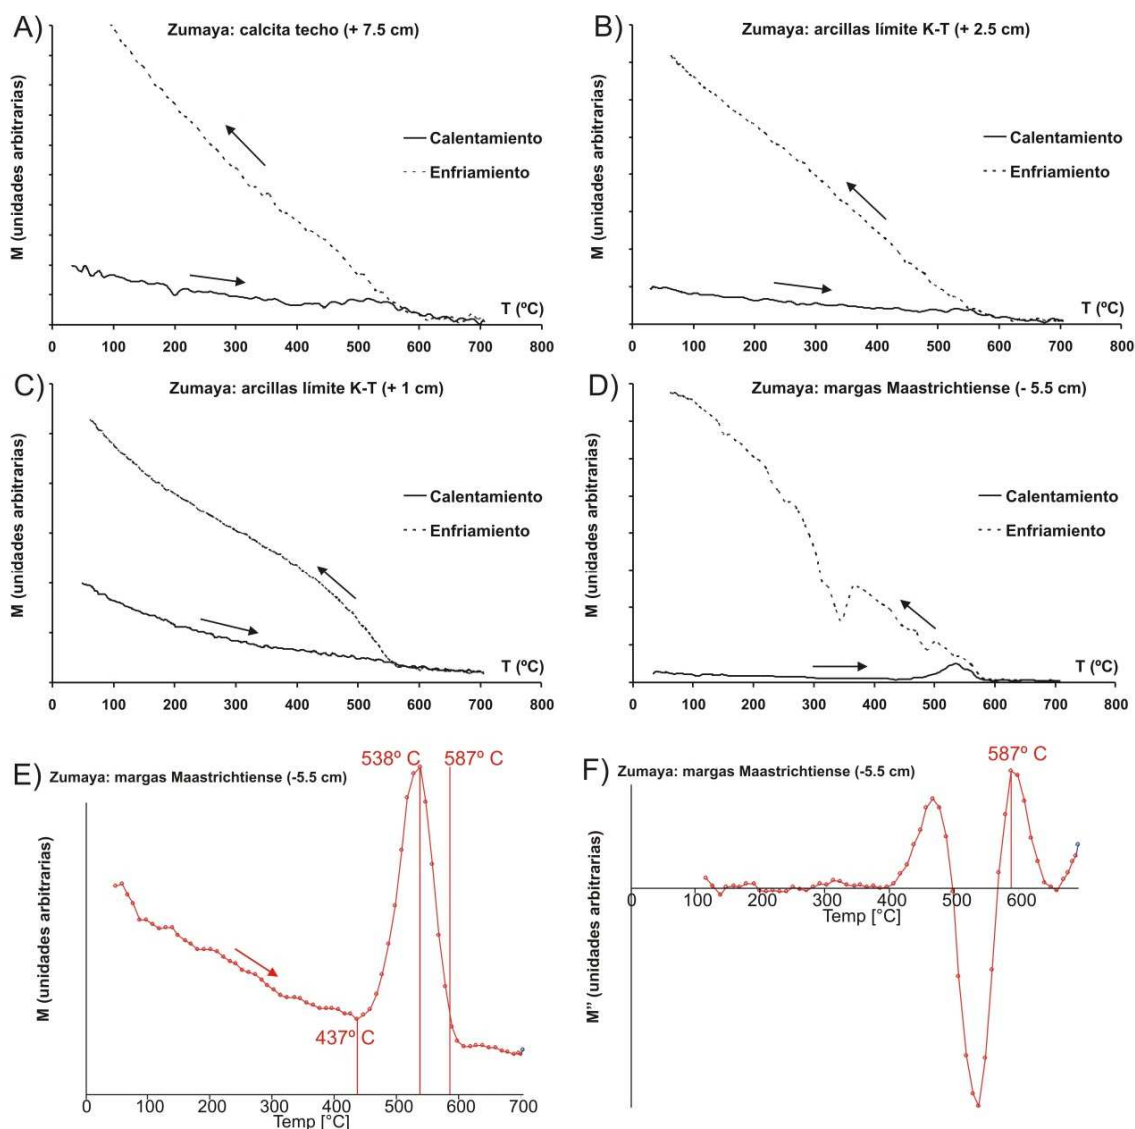 A)
Zumaya: calcita techo (+ 7.5 cm)
M (unidades arbitrarias)
Calentamiento
Enfriamiento
T (ºC)
0 100 200 300 400 500 600 700 800
B)
Zumaya: arcillas límite K-T (+ 2.5 cm)
M (unidades arbitrarias)
Calentamiento
Enfriamiento
T (ºC)
0 100 200 300 400 500 600 700 800
C)
Zumaya: arcillas límite K-T (+ 1 cm)
M (unidades arbitrarias)
Calentamiento
Enfriamiento
T (ºC)
0 100 200 300 400 500 600 700 800
D)
Zumaya: margas Maastrichtiense (- 5.5 cm)
M (unidades arbitrarias)
Calentamiento
Enfriamiento
T (ºC)
0 100 200 300 400 500 600 700 800
E)
Zumaya: margas Maastrichtiense (-5.5 cm)
538º C 587º C
M (unidades arbitrarias)
437º C
0 100 200 300 400 500 600 700
Temp [°C]
F)
Zumaya: margas Maastrichtiense (-5.5 cm)
587º C
M’’ (unidades arbitrarias)
0 100 200 300 400 500 600
Temp [°C]